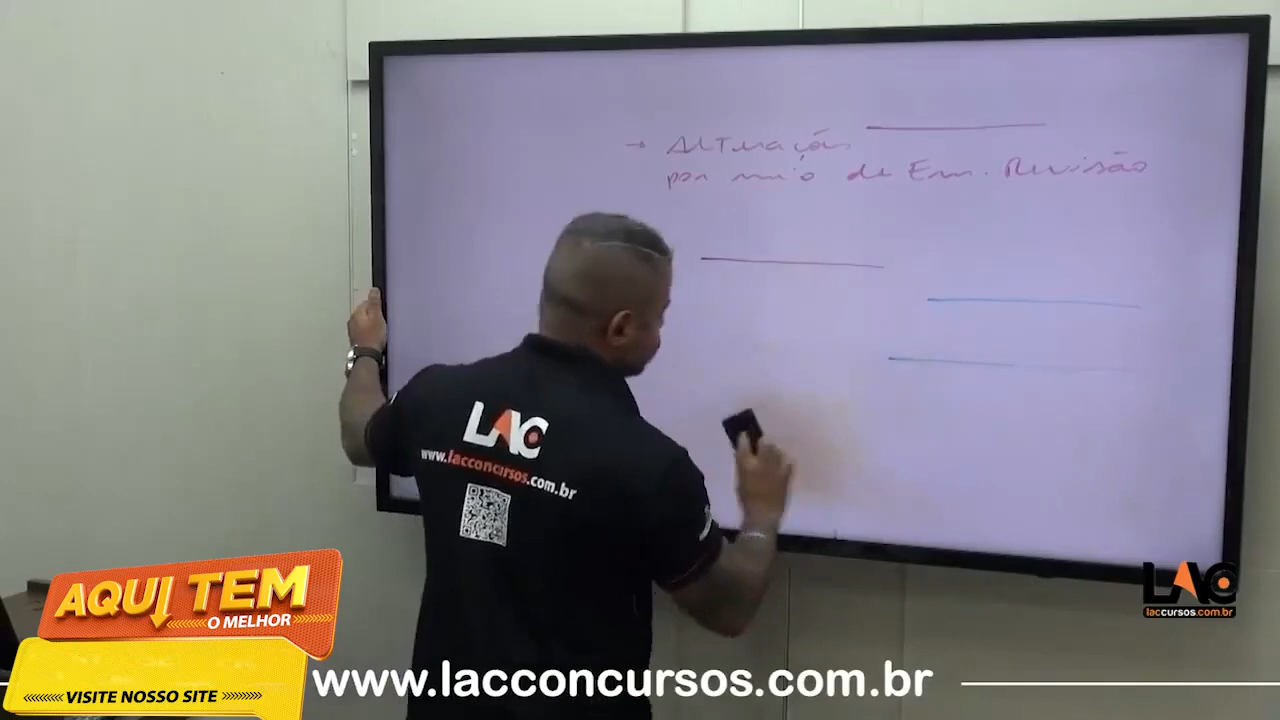 → Alterações
por meio de Em. Revisão
LAC
www.lacconcursos.com.br
AQUI TEM
O MELHOR
VISITE NOSSO SITE
www.lacconcursos.com.br
LAC
laccursos.com.br